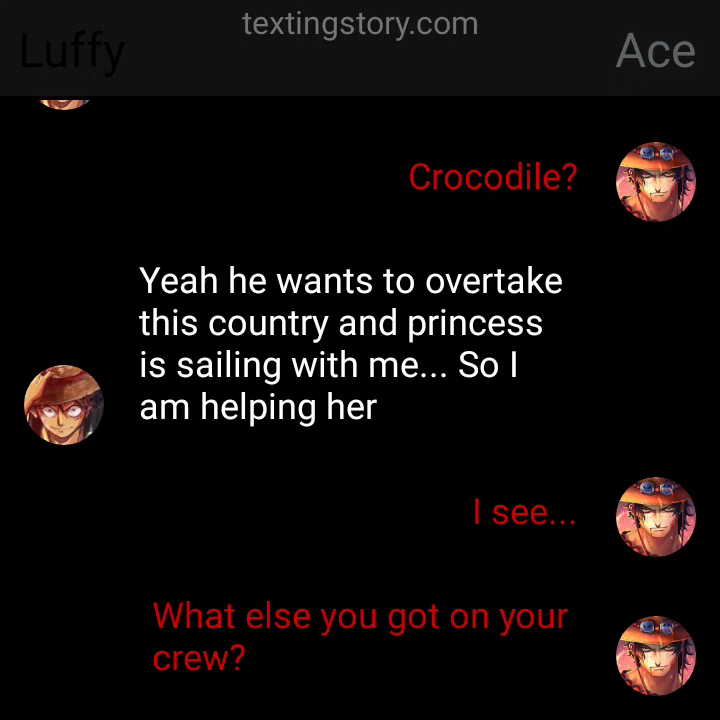 textingstory.com
Luffy
Ace
Crocodile?
Yeah he wants to overtake
this country and princess
is sailing with me... So I
am helping her
I see...
What else you got on your
crew?